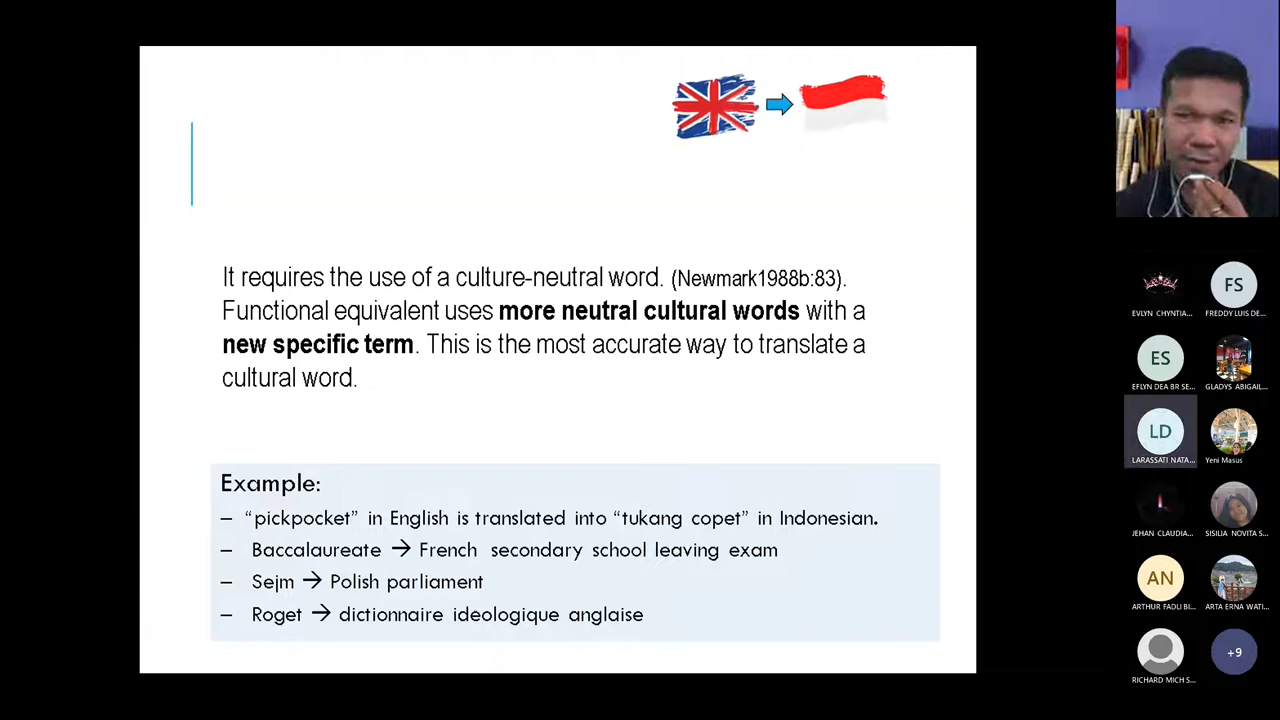 It requires the use of a culture-neutral word. (Newmark1988b:83).
Functional equivalent uses more neutral cultural words with a
new specific term. This is the most accurate way to translate a
cultural word.
Example:
– “pickpocket” in English is translated into “tukang copet” in Indonesian.
– Baccalaureate → French secondary school leaving exam
– Sejm → Polish parliament
– Roget → dictionnaire ideologique anglaise
EVLYN CHYNTIA...
FS
FREDDY LUIS DE...
ES
EFLYN DEA BR SE...
GLADYS ABIGAIL...
LD
LARASSATI NATA...
Yeni Masus
JEHAN CLAUDIA...
SISILIA NOVITA S...
AN
ARTHUR FADLI BI...
ARTA ERNA WATI...
RICHARD MICH S...
+9